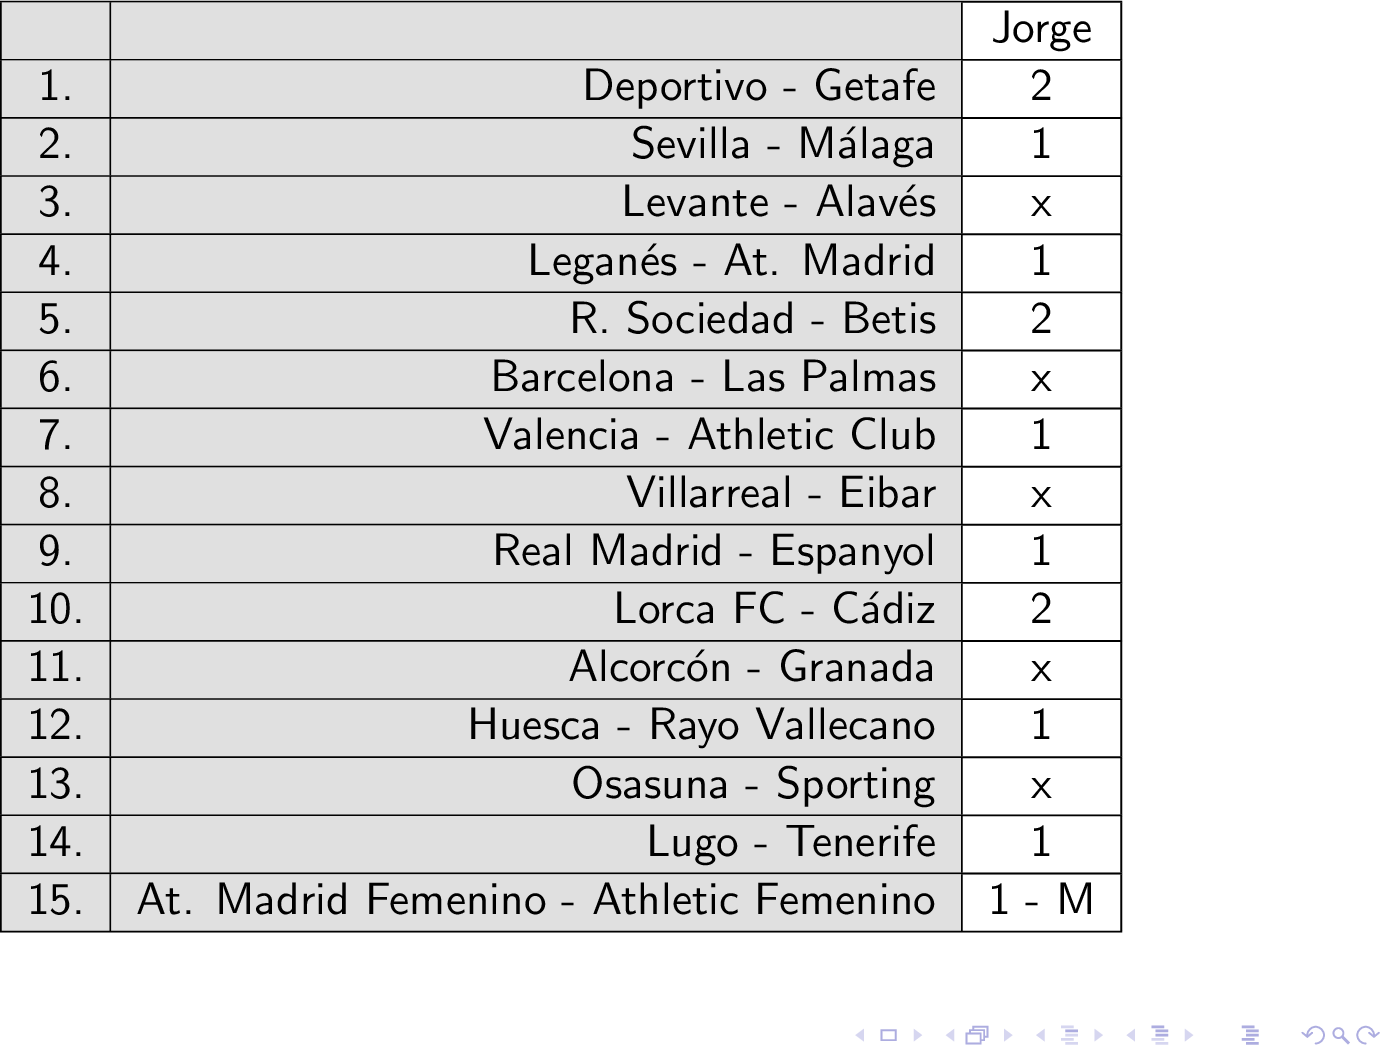 Jorge
1. Deportivo - Getafe 2
2. Sevilla - Málaga 1
3. Levante - Alavés x
4. Leganés - At. Madrid 1
5. R. Sociedad - Betis 2
6. Barcelona - Las Palmas x
7. Valencia - Athletic Club 1
8. Villarreal - Eibar x
9. Real Madrid - Espanyol 1
10. Lorca FC - Cádiz 2
11. Alcorcón - Granada x
12. Huesca - Rayo Vallecano 1
13. Osasuna - Sporting x
14. Lugo - Tenerife 1
15. At. Madrid Femenino - Athletic Femenino 1 - M